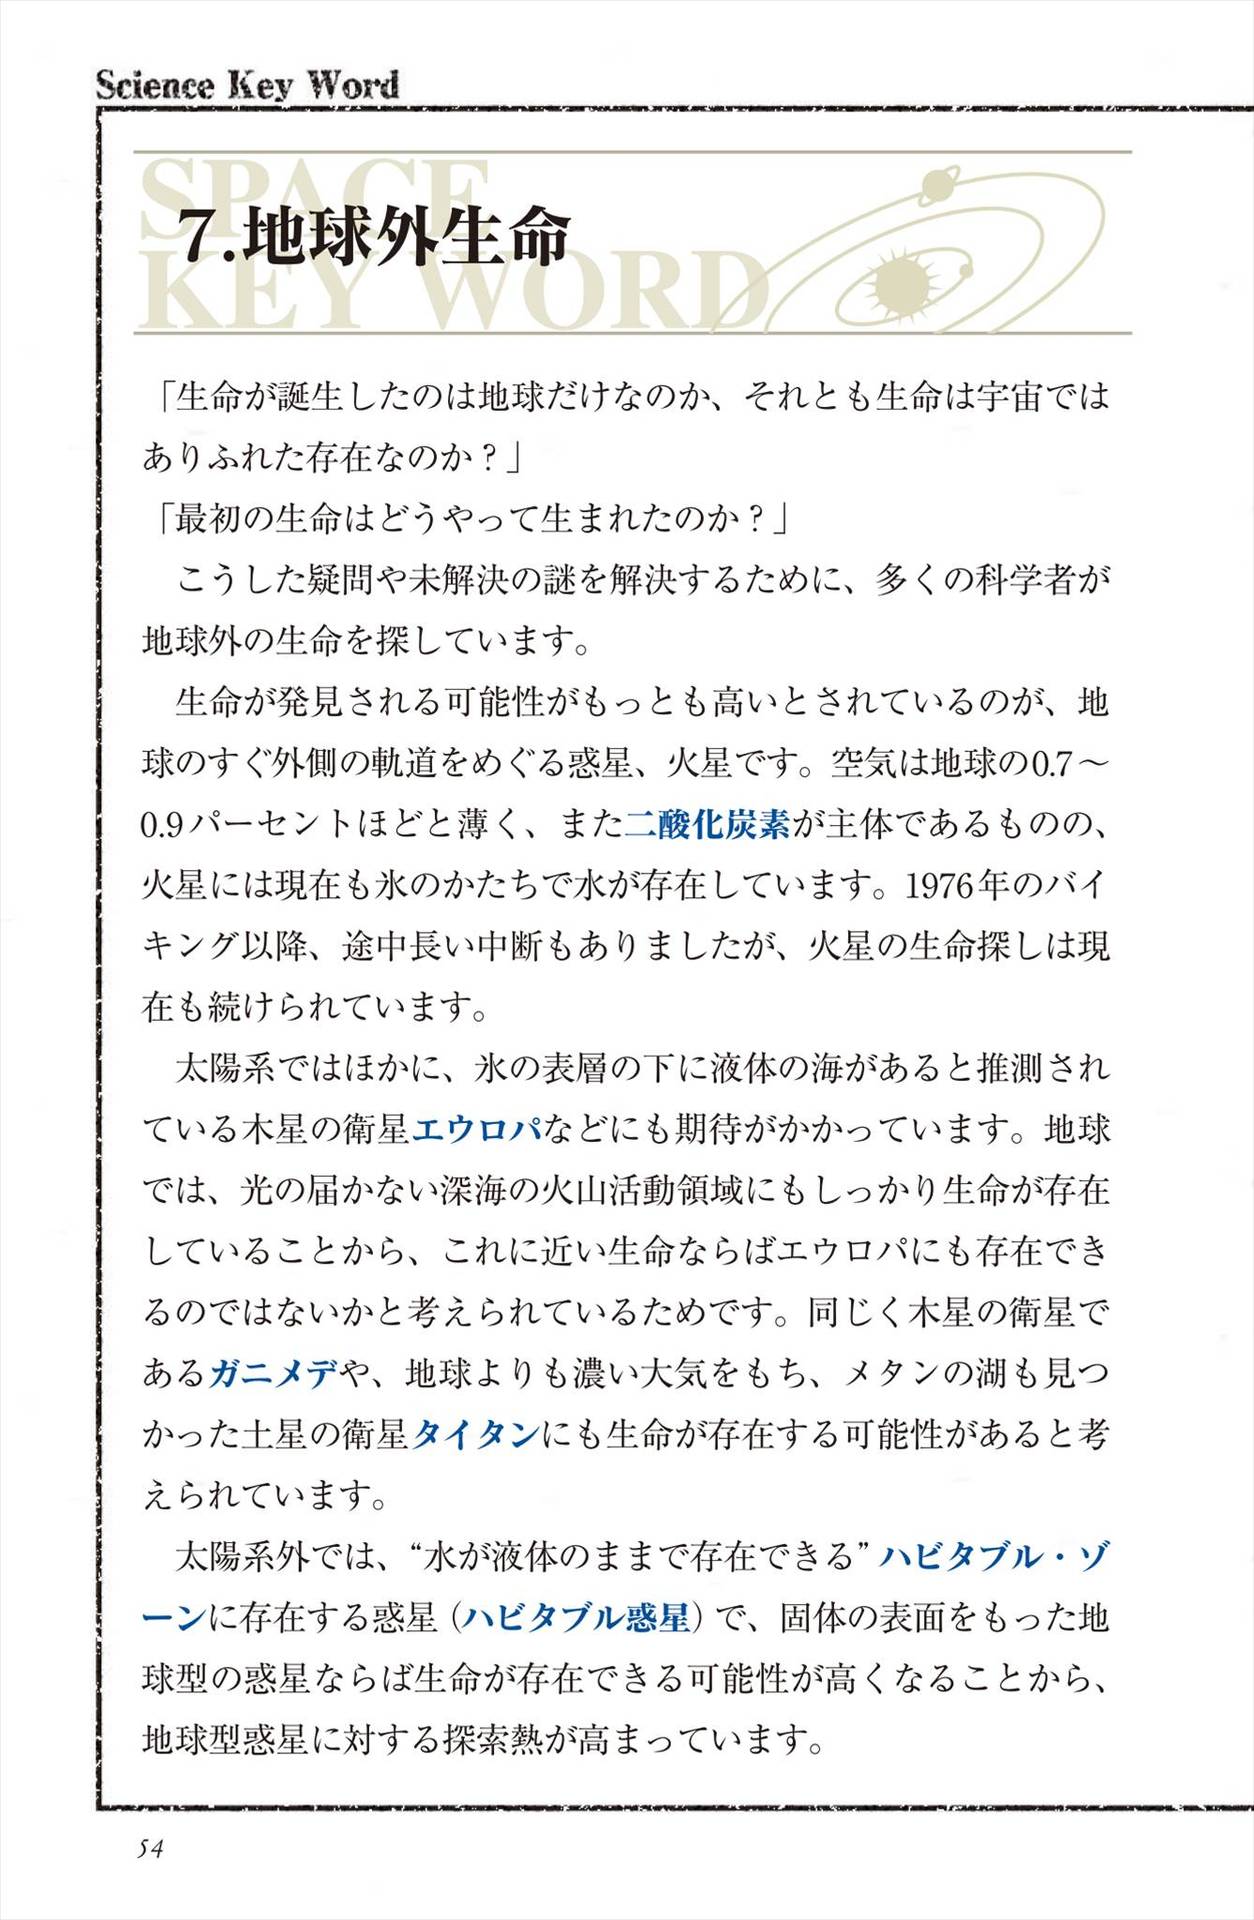 Science Key Word
SPACE
KEY WORD
7.地球外生命
「生命が誕生したのは地球だけなのか、それとも生命は宇宙では
ありふれた存在なのか？」
「最初の生命はどうやって生まれたのか？」
こうした疑問や未解決の謎を解決するために、多くの科学者が
地球外の生命を探しています。
生命が発見される可能性がもっとも高いとされているのが、地
球のすぐ外側の軌道をめぐる惑星、火星です。空気は地球の0.7〜
0.9パーセントほどと薄く、また二酸化炭素が主体であるものの、
火星には現在も氷のかたちで水が存在しています。1976年のバイ
キング以降、途中長い中断もありましたが、火星の生命探しは現
在も続けられています。
太陽系ではほかに、氷の表層の下に液体の海があると推測され
ている木星の衛星エウロパなどにも期待がかかっています。地球
では、光の届かない深海の火山活動領域にもしっかり生命が存在
していることから、これに近い生命ならばエウロパにも存在でき
るのではないかと考えられているためです。同じく木星の衛星で
あるガニメデや、地球よりも濃い大気をもち、メタンの湖も見つ
かった土星の衛星タイタンにも生命が存在する可能性があると考
えられています。
太陽系外では、“水が液体のままで存在できる”ハビタブル・ゾ
ーンに存在する惑星（ハビタブル惑星）で、固体の表面をもった地
球型の惑星ならば生命が存在できる可能性が高くなることから、
地球型惑星に対する探索熱が高まっています。
54